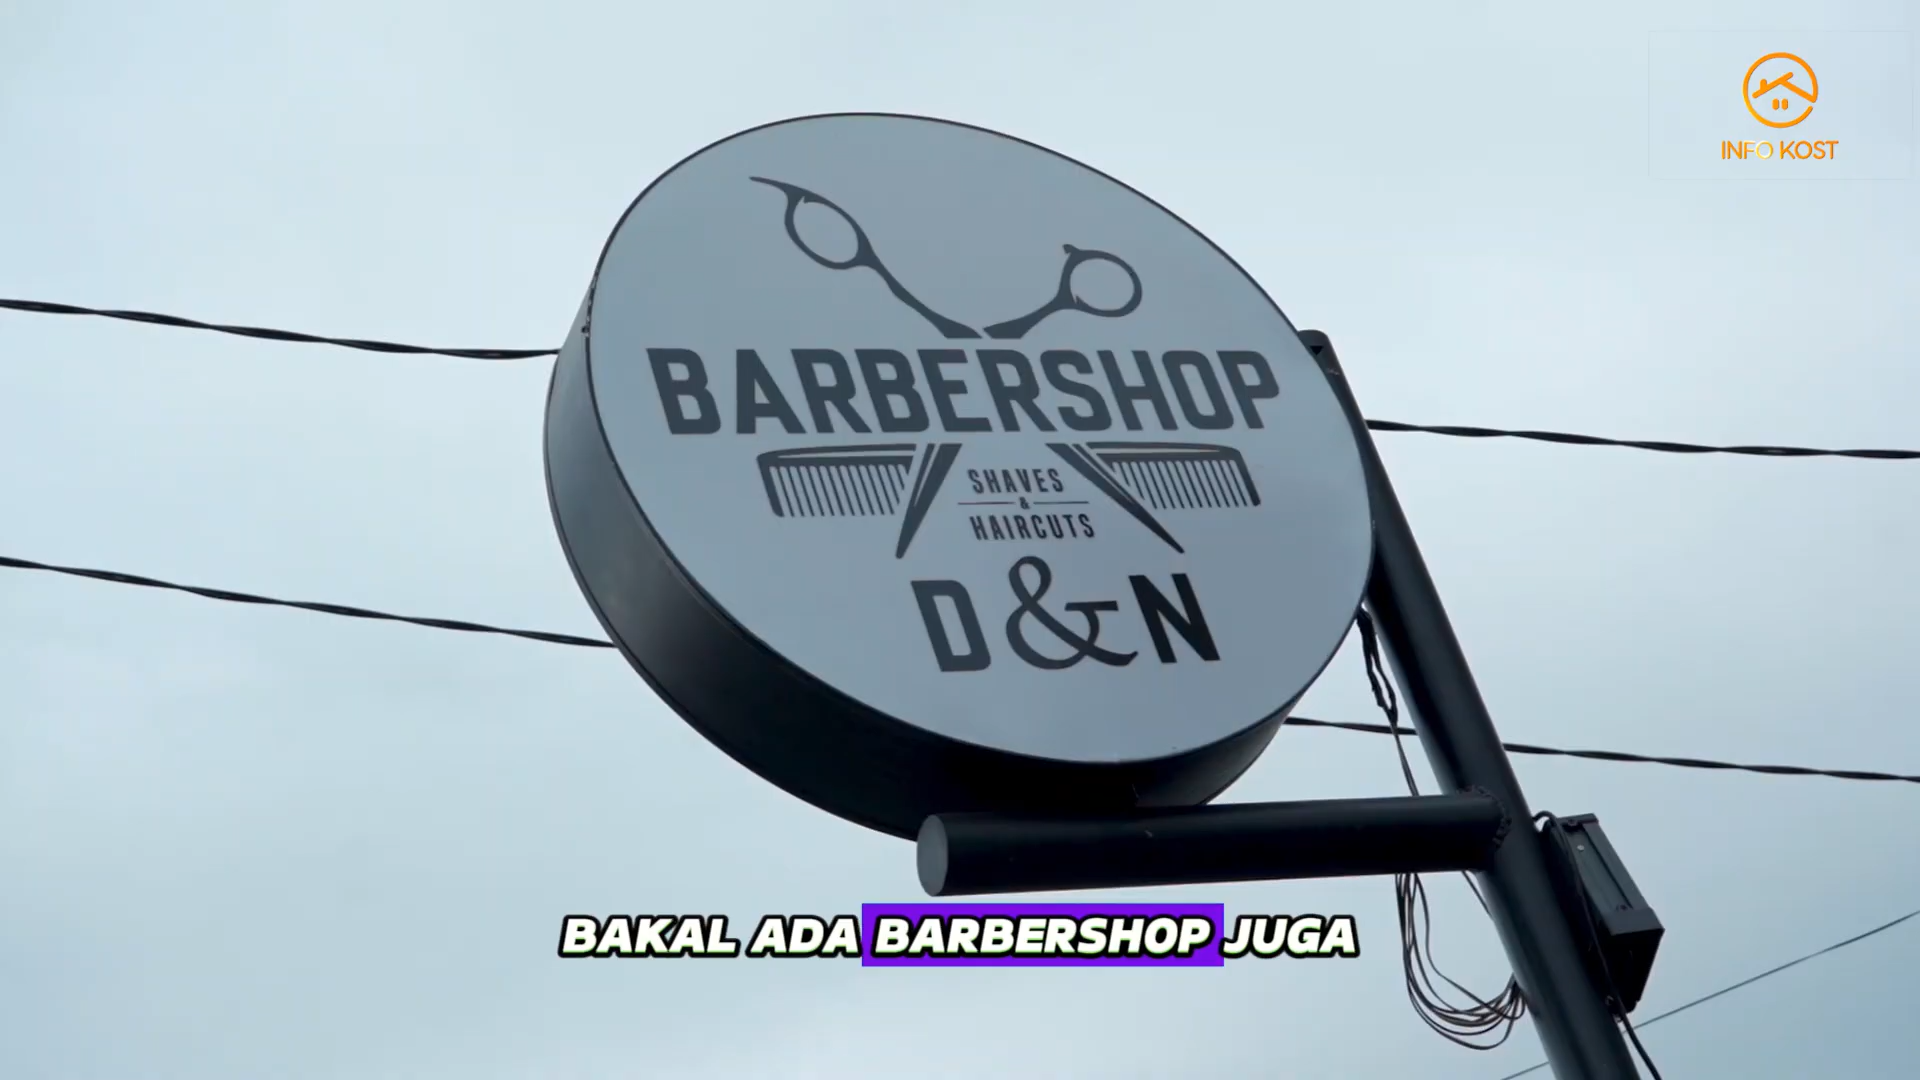 INFO KOST
BARBERSHOP
SHAVES
&
HAIRCUTS
D&N
BAKAL ADA BARBERSHOP JUGA